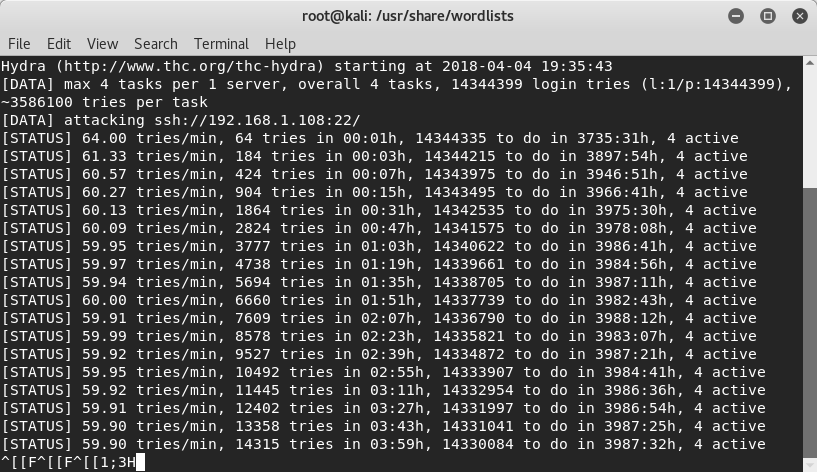 root@kali: /usr/share/wordlists
File Edit View Search Terminal Help
Hydra (http://www.thc.org/thc-hydra) starting at 2018-04-04 19:35:43
[DATA] max 4 tasks per 1 server, overall 4 tasks, 14344399 login tries (l:1/p:14344399),
~3586100 tries per task
[DATA] attacking ssh://192.168.1.108:22/
[STATUS] 64.00 tries/min, 64 tries in 00:01h, 14344335 to do in 3735:31h, 4 active
[STATUS] 61.33 tries/min, 184 tries in 00:03h, 14344215 to do in 3897:54h, 4 active
[STATUS] 60.57 tries/min, 424 tries in 00:07h, 14343975 to do in 3946:51h, 4 active
[STATUS] 60.27 tries/min, 904 tries in 00:15h, 14343495 to do in 3966:41h, 4 active
[STATUS] 60.13 tries/min, 1864 tries in 00:31h, 14342535 to do in 3975:30h, 4 active
[STATUS] 60.09 tries/min, 2824 tries in 00:47h, 14341575 to do in 3978:08h, 4 active
[STATUS] 59.95 tries/min, 3777 tries in 01:03h, 14340622 to do in 3986:41h, 4 active
[STATUS] 59.97 tries/min, 4738 tries in 01:19h, 14339661 to do in 3984:56h, 4 active
[STATUS] 59.94 tries/min, 5694 tries in 01:35h, 14338705 to do in 3987:11h, 4 active
[STATUS] 60.00 tries/min, 6660 tries in 01:51h, 14337739 to do in 3982:43h, 4 active
[STATUS] 59.91 tries/min, 7609 tries in 02:07h, 14336790 to do in 3988:12h, 4 active
[STATUS] 59.99 tries/min, 8578 tries in 02:23h, 14335821 to do in 3983:07h, 4 active
[STATUS] 59.92 tries/min, 9527 tries in 02:39h, 14334872 to do in 3987:21h, 4 active
[STATUS] 59.95 tries/min, 10492 tries in 02:55h, 14333907 to do in 3984:41h, 4 active
[STATUS] 59.92 tries/min, 11445 tries in 03:11h, 14332954 to do in 3986:36h, 4 active
[STATUS] 59.91 tries/min, 12402 tries in 03:27h, 14331997 to do in 3986:54h, 4 active
[STATUS] 59.90 tries/min, 13358 tries in 03:43h, 14331041 to do in 3987:25h, 4 active
[STATUS] 59.90 tries/min, 14315 tries in 03:59h, 14330084 to do in 3987:32h, 4 active
^[[F^[[F^[[1;3H